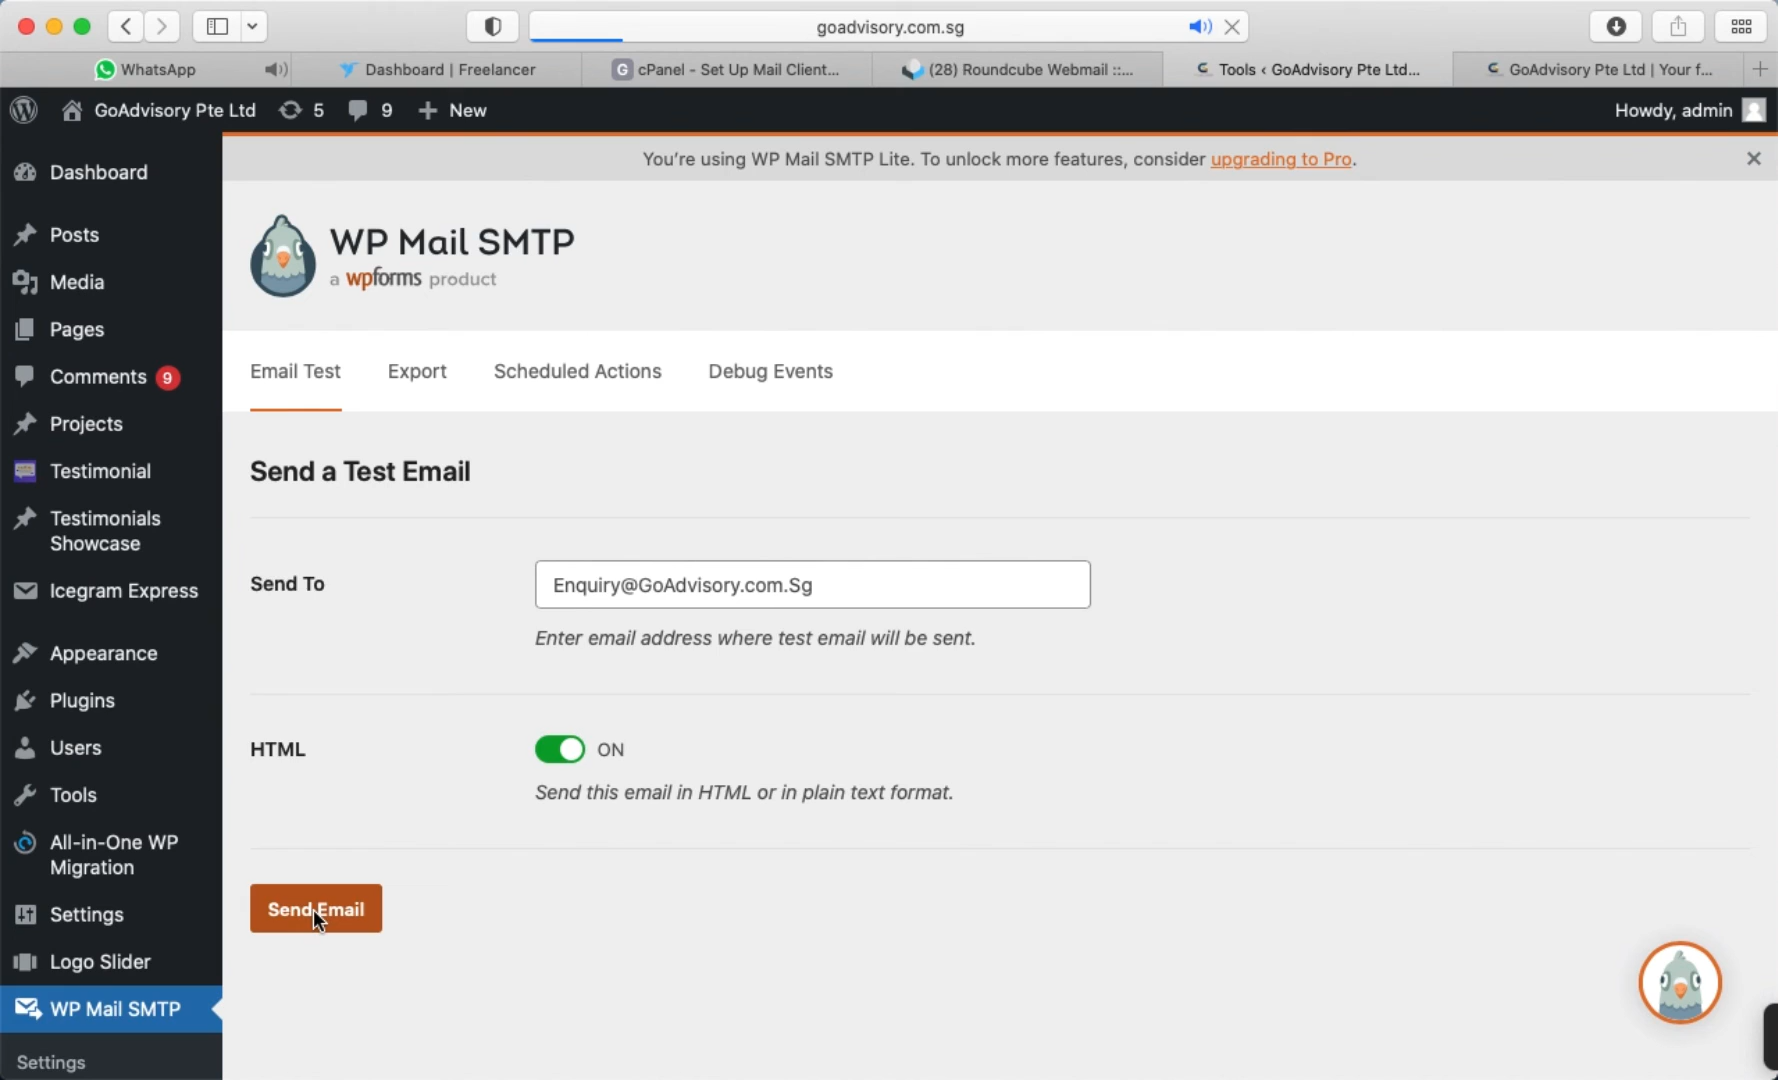 goadvisory.com.sg
WhatsApp
Dashboard | Freelancer
G cPanel - Set Up Mail Client...
(28) Roundcube Webmail ::...
Tools ‹ GoAdvisory Pte Ltd...
GoAdvisory Pte Ltd | Your f...
GoAdvisory Pte Ltd
5
9
+ New
Howdy, admin
You're using WP Mail SMTP Lite. To unlock more features, consider upgrading to Pro.
Dashboard
Posts
Media
Pages
Comments 9
Projects
Testimonial
Testimonials
Showcase
Icegram Express
Appearance
Plugins
Users
Tools
All-in-One WP
Migration
Settings
Logo Slider
WP Mail SMTP
Settings
WP Mail SMTP
a wpforms product
Email Test
Export
Scheduled Actions
Debug Events
Send a Test Email
Send To
Enquiry@GoAdvisory.com.Sg
Enter email address where test email will be sent.
HTML
ON
Send this email in HTML or in plain text format.
Send Email